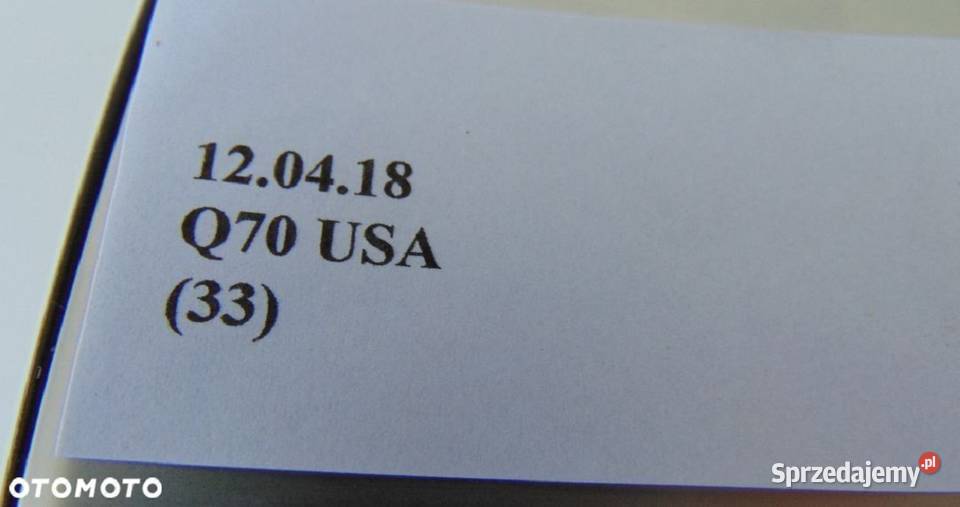 12.04.18
Q70 USA
(33)
OTOMOTO
Sprzedajemy.pl